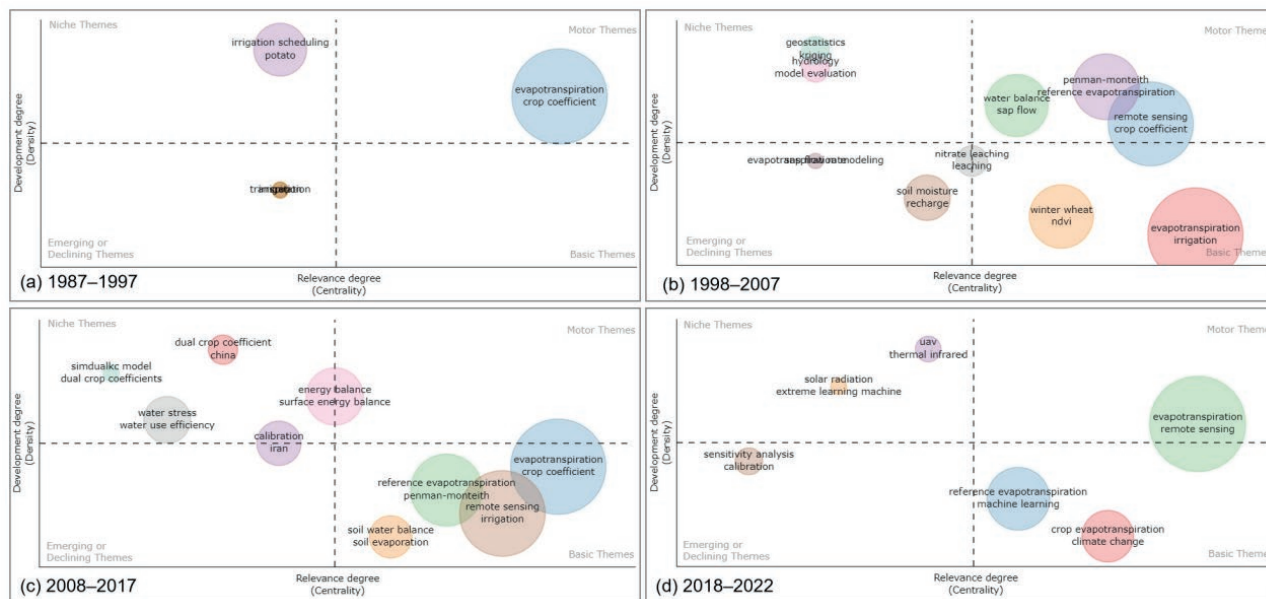 Niche Themes
Motor Themes
irrigation scheduling
potato
evapotranspiration
crop coefficient
Development degree
(Density)
Emerging or
Declining Themes
Basic Themes
(a) 1987–1997
Relevance degree
(Centrality)
Niche Themes
Motor Themes
geostatistics
kriging
hydrology
model evaluation
penman-monteith
reference evapotranspiration
water balance
sap flow
remote sensing
crop coefficient
Development degree
(Density)
nitrate leaching
leaching
soil moisture
recharge
winter wheat
ndvi
evapotranspiration
irrigation
Emerging or
Declining Themes
Basic Themes
(b) 1998–2007
Relevance degree
(Centrality)
Niche Themes
Motor Themes
dual crop coefficient
china
simdualkc model
dual crop coefficients
energy balance
surface energy balance
water stress
water use efficiency
calibration
iran
Development degree
(Density)
evapotranspiration
crop coefficient
reference evapotranspiration
penman-monteith
remote sensing
irrigation
soil water balance
soil evaporation
Emerging or
Declining Themes
Basic Themes
(c) 2008–2017
Relevance degree
(Centrality)
Niche Themes
Motor Themes
uav
thermal infrared
solar radiation
extreme learning machine
evapotranspiration
remote sensing
Development degree
(Density)
sensitivity analysis
calibration
reference evapotranspiration
machine learning
crop evapotranspiration
climate change
Emerging or
Declining Themes
Basic Themes
(d) 2018–2022
Relevance degree
(Centrality)